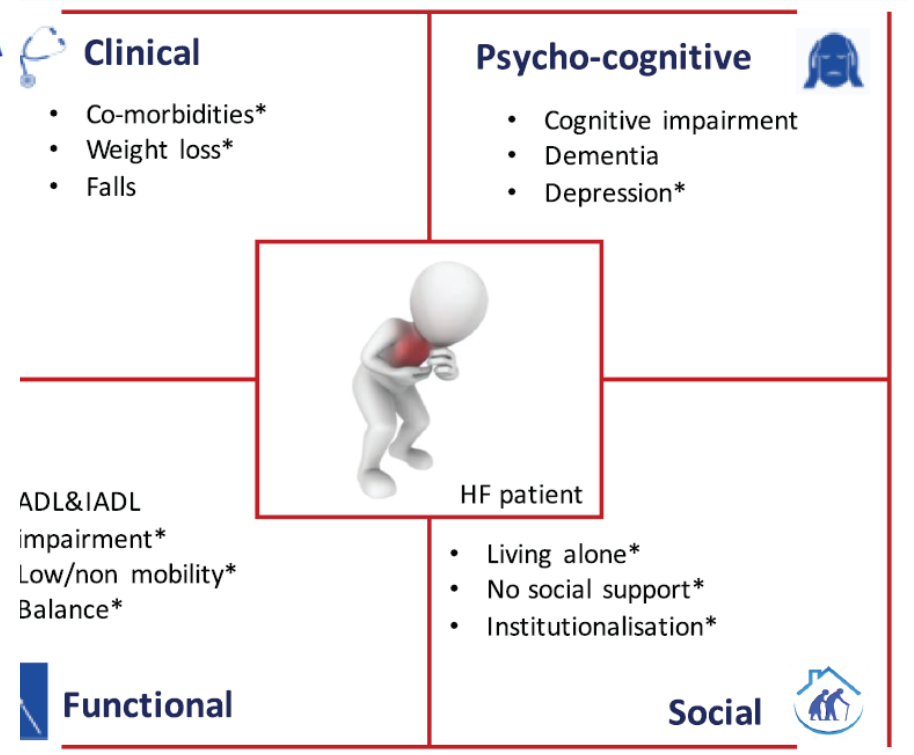 Clinical
• Co-morbidities*
• Weight loss*
• Falls
Psycho-cognitive
• Cognitive impairment
• Dementia
• Depression*
HF patient
ADL&IADL
impairment*
Low/non mobility*
Balance*
Functional
• Living alone*
• No social support*
• Institutionalisation*
Social